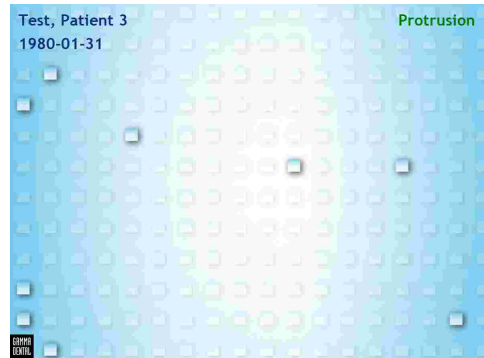 Test, Patient 3
Protrusion
1980-01-31
GAMMA
DENTAL